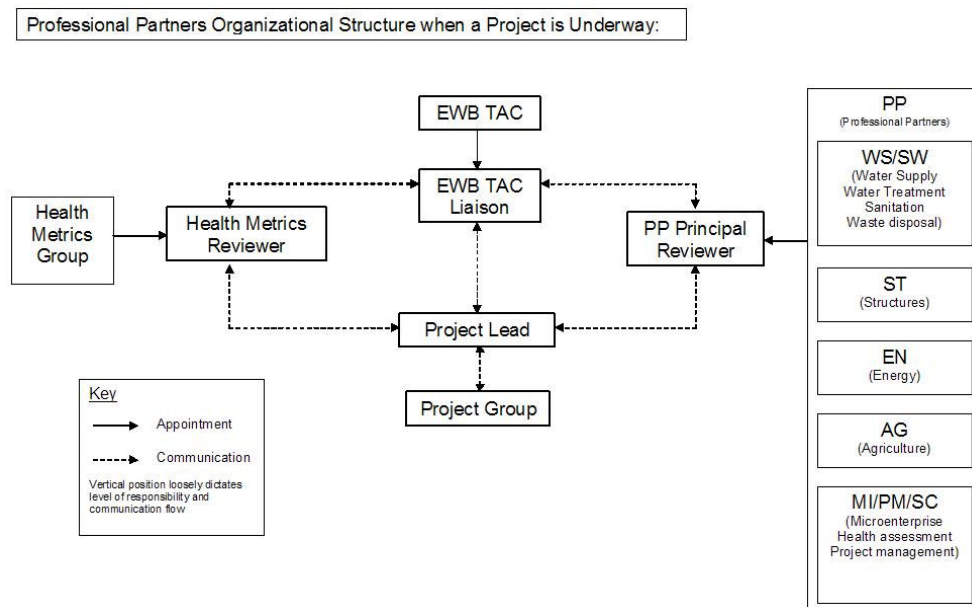 Professional Partners Organizational Structure when a Project is Underway:
EWB TAC
EWB TAC
Liaison
Health
Metrics
Group
Health Metrics
Reviewer
PP Principal
Reviewer
Project Lead
Project Group
Key
Appointment
Communication
Vertical position loosely dictates
level of responsibility and
communication flow
PP
(Professional Partners)
WS/SW
(Water Supply
Water Treatment
Sanitation
Waste disposal)
ST
(Structures)
EN
(Energy)
AG
(Agriculture)
MI/PM/SC
(Microenterprise
Health assessment
Project management)